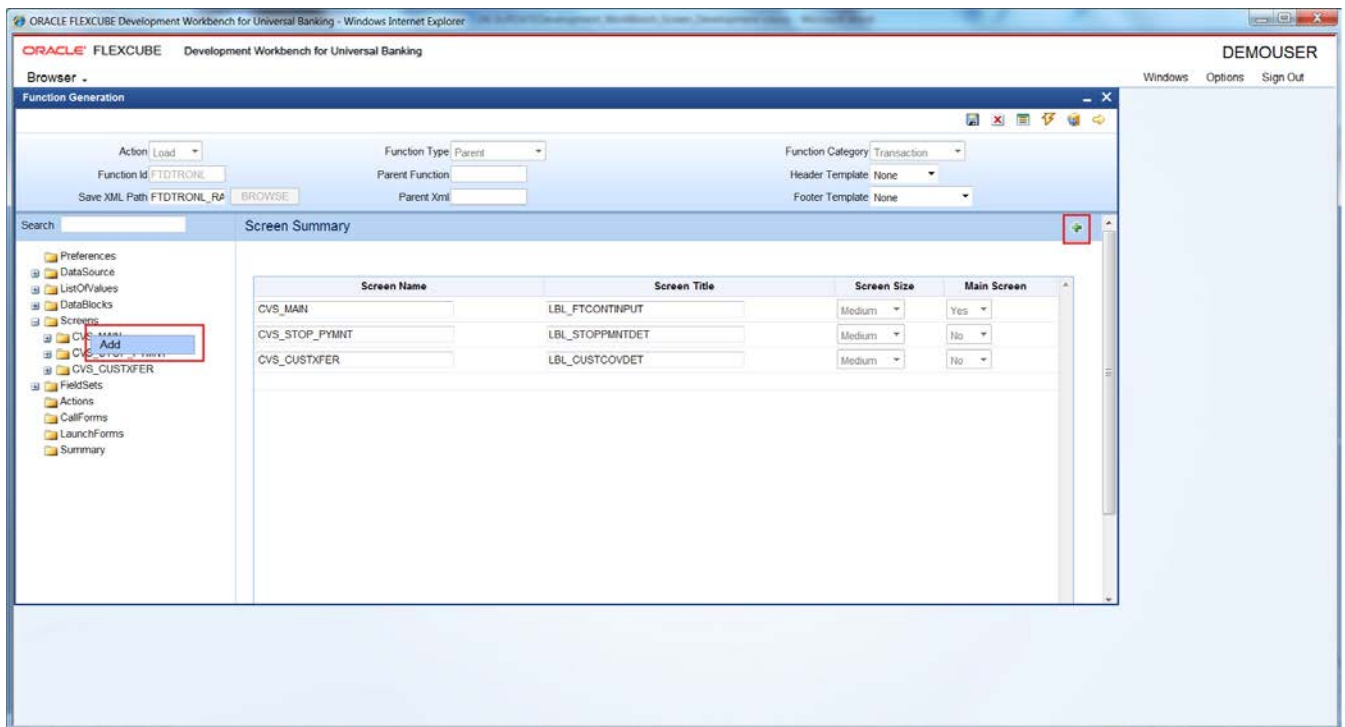 ORACLE FLEXCUBE Development Workbench for Universal Banking - Windows Internet Explorer
ORACLE FLEXCUBE Development Workbench for Universal Banking DEMOUSER
Browser Windows Options Sign Out
Function Generation
Action Load Function Type Parent Function Category Transaction
Function Id FTDTRONL Parent Function Header Template None
Save XML Path FTDTRONL_RA BROWSE Parent Xml Footer Template None
Search Screen Summary
Preferences
DataSource
ListOfValues
DataBlocks
Screens
Add
CVS_CUSTXFER
FieldSets
Actions
CallForms
LaunchForms
Summary
Screen Name Screen Title Screen Size Main Screen
CVS_MAIN LBL_FTCONTINPUT Medium Yes
CVS_STOP_PYMNT LBL_STOPPMNTDET Medium No
CVS_CUSTXFER LBL_CUSTCOVDET Medium No